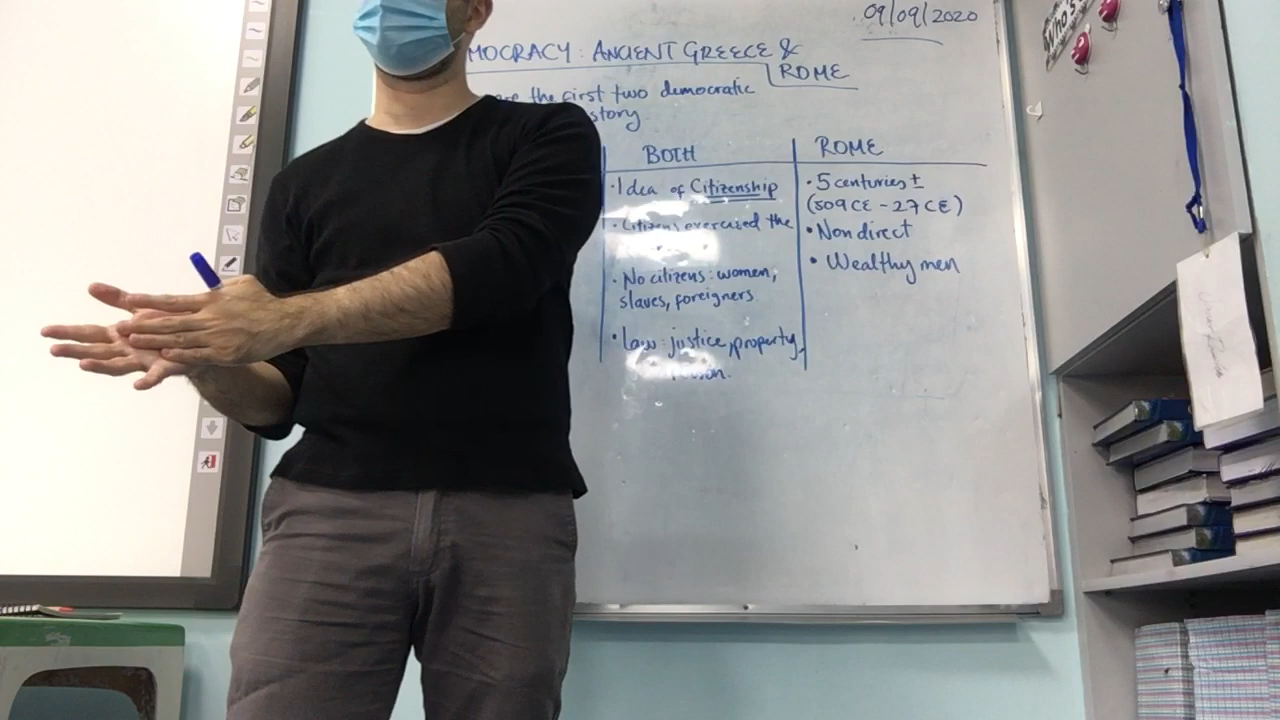 09/09/2020
MOCRACY : ANCIENT GREECE &
ROME
the first two democratic
story
BOTH
ROME
• Idea of Citizenship
• Citizens exercised the
• No citizens: women,
slaves, foreigners
• Law: justice, property,
• 5 centuries ±
(509 CE - 27 CE)
• Non direct
• Wealthy men
Who's